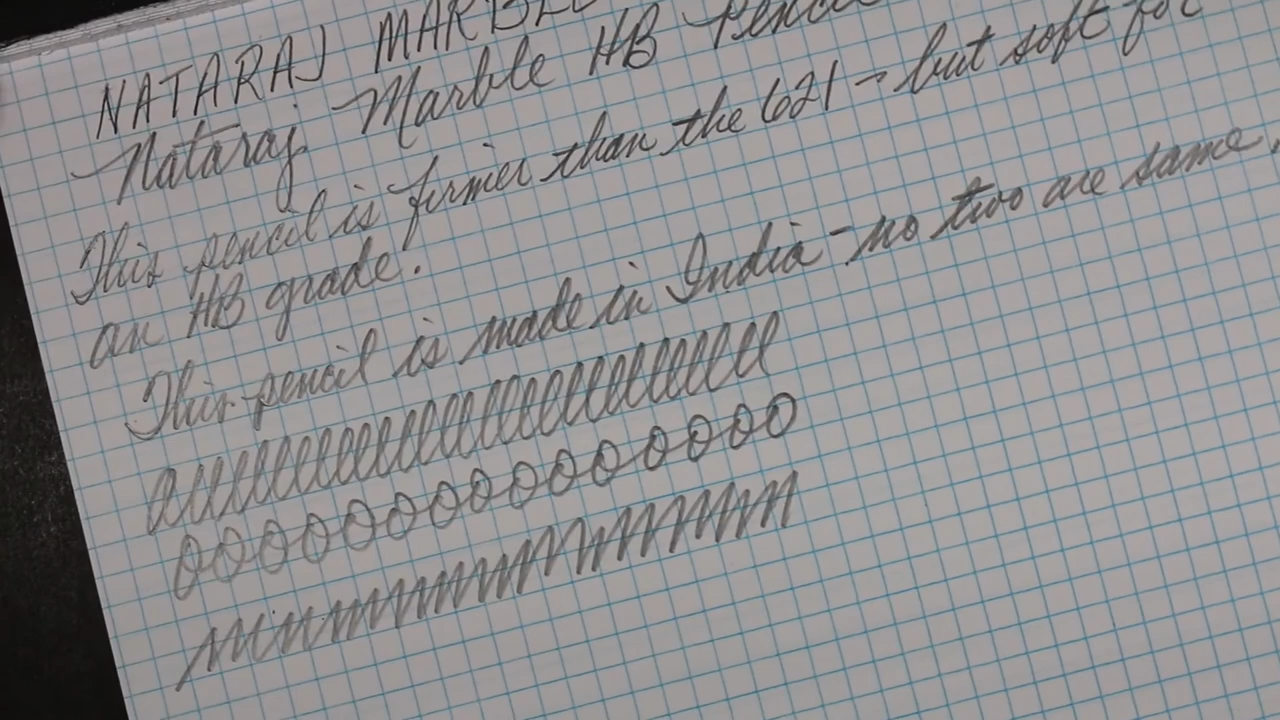 NATARAJ MARBLE
Nataraj Marble HB Pencil
This pencil is firmer than the 621 - but soft for
an HB grade.
This pencil is made in India - no two are same.